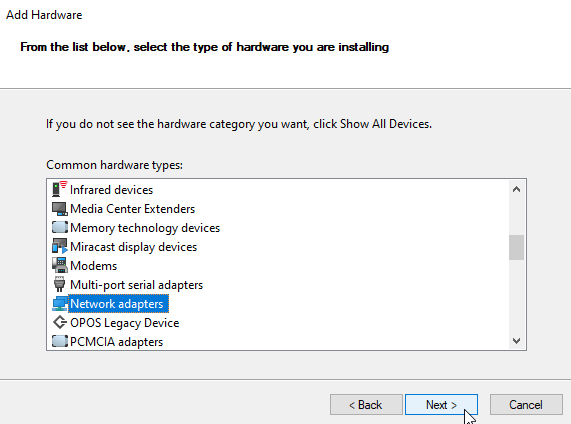 Add Hardware
From the list below, select the type of hardware you are installing
If you do not see the hardware category you want, click Show All Devices.
Common hardware types:
Infrared devices
Media Center Extenders
Memory technology devices
Miracast display devices
Modems
Multi-port serial adapters
Network adapters
OPOS Legacy Device
PCMCIA adapters
< Back Next > Cancel